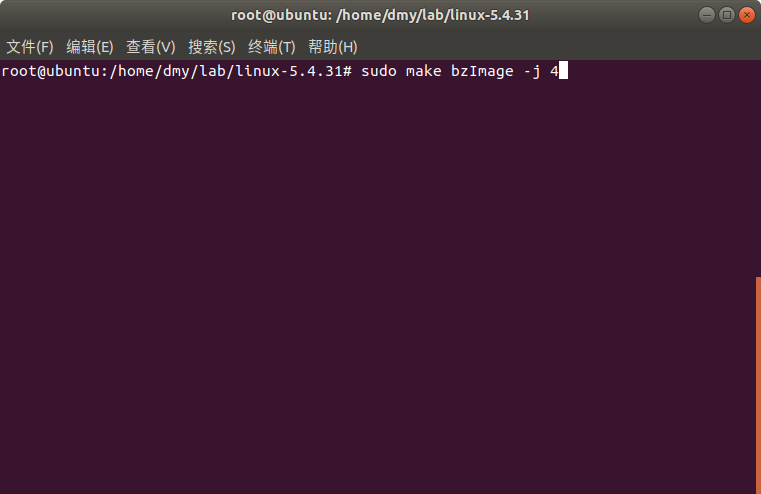 root@ubuntu: /home/dmy/lab/linux-5.4.31
文件(F) 编辑(E) 查看(V) 搜索(S) 终端(T) 帮助(H)
root@ubuntu:/home/dmy/lab/linux-5.4.31# sudo make bzImage -j 4